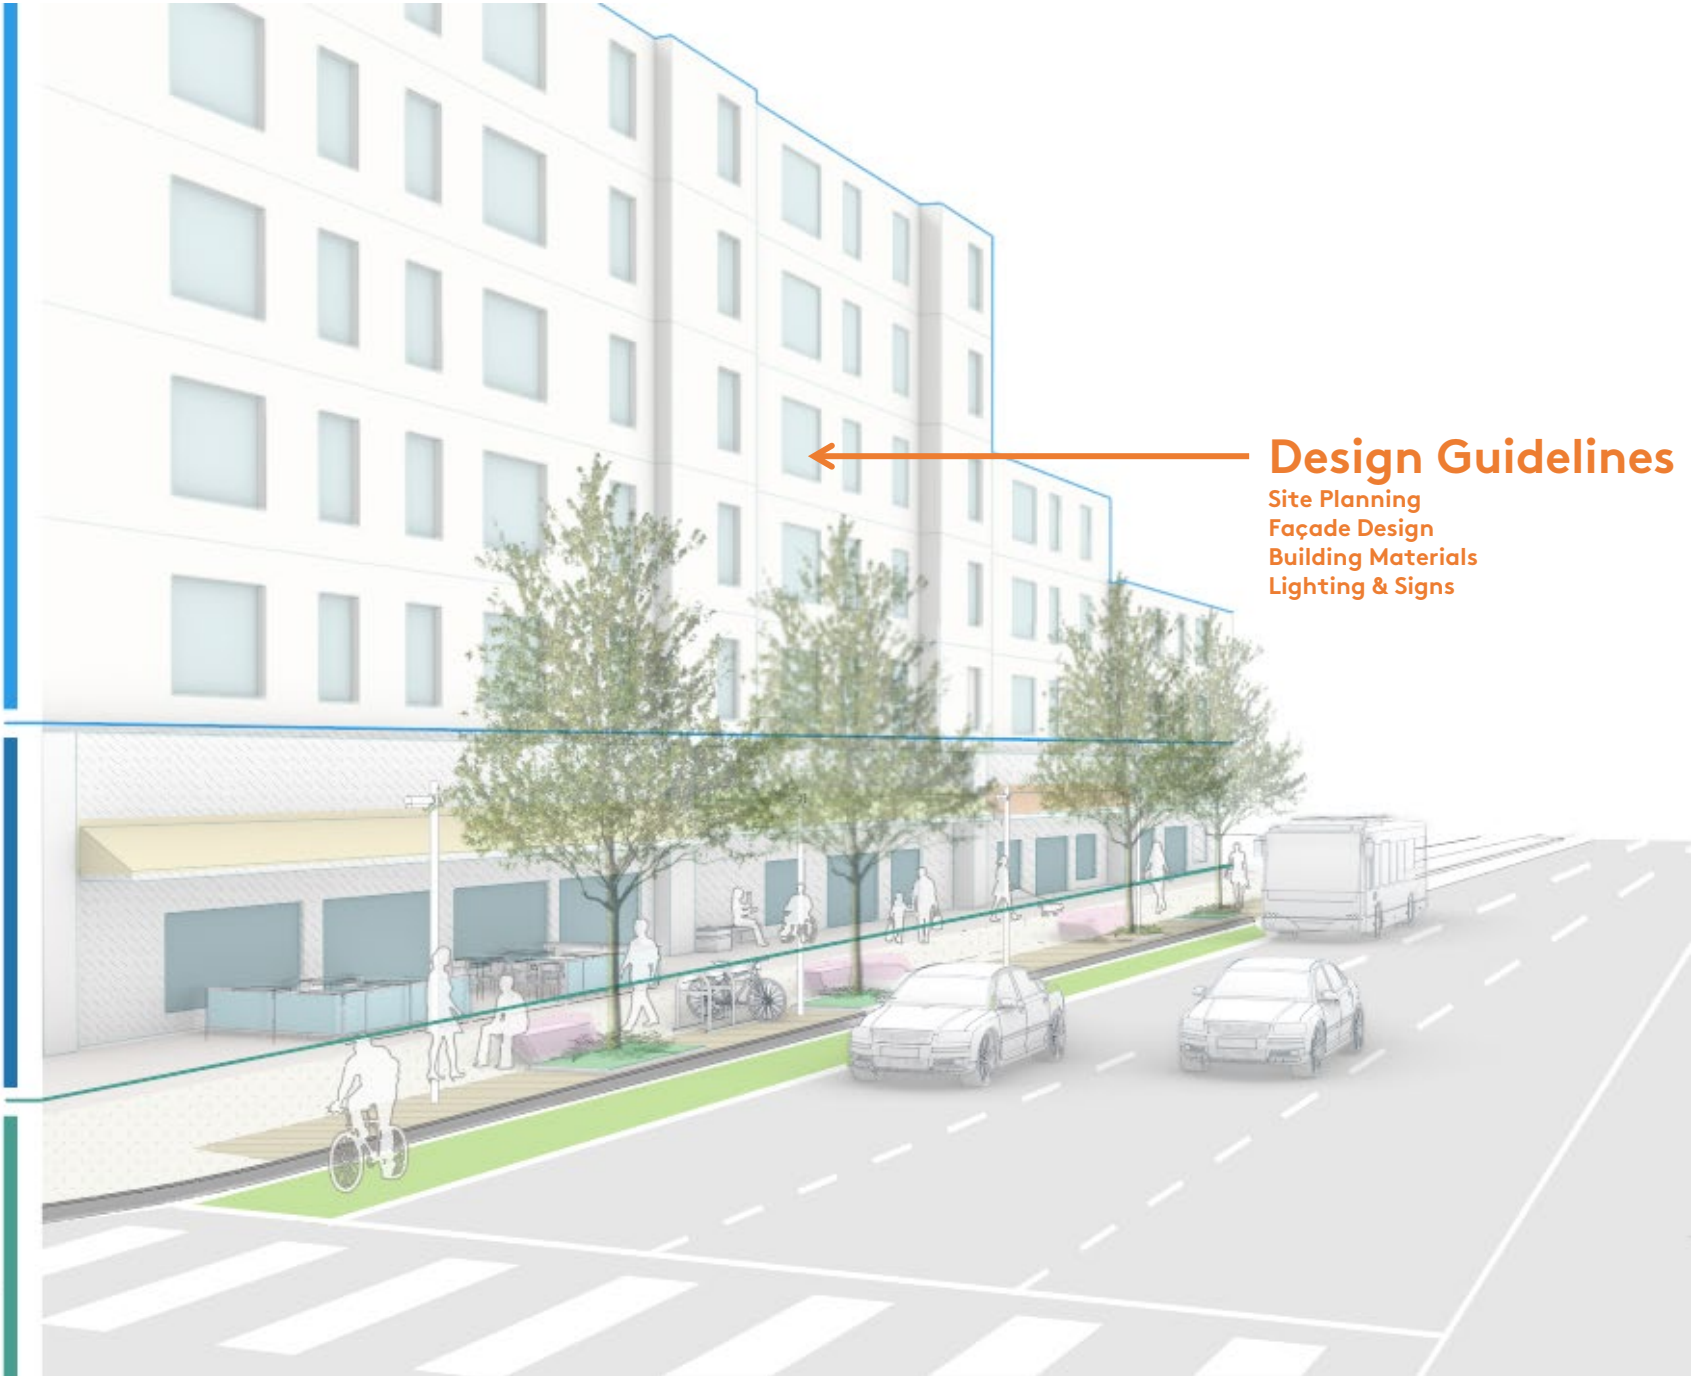 Design Guidelines
Site Planning
Façade Design
Building Materials
Lighting & Signs